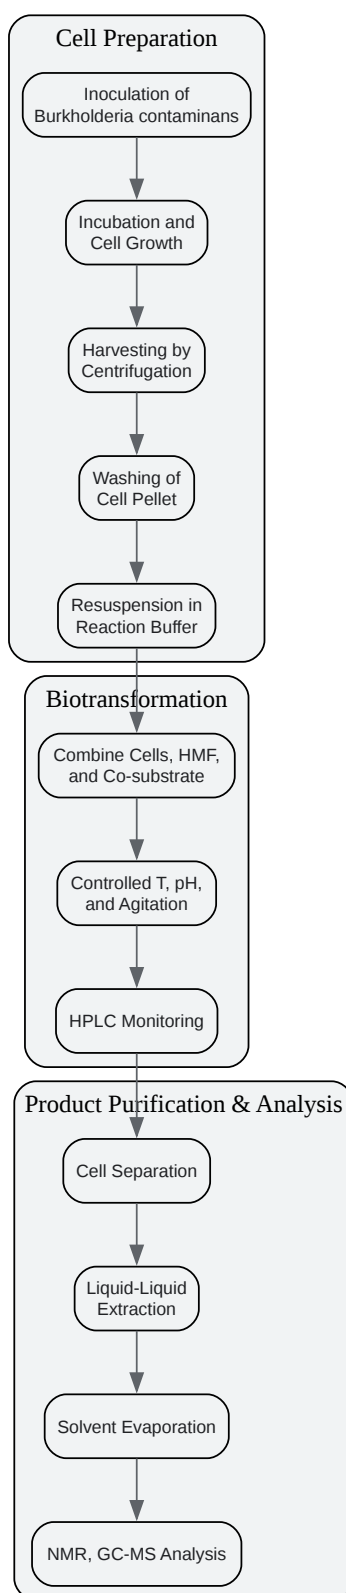 Cell Preparation
Inoculation of
Burkholderia contaminans
Incubation and
Cell Growth
Harvesting by
Centrifugation
Washing of
Cell Pellet
Resuspension in
Reaction Buffer
Biotransformation
Combine Cells, HMF,
and Co-substrate
Controlled T, pH,
and Agitation
HPLC Monitoring
Product Purification & Analysis
Cell Separation
Liquid-Liquid
Extraction
Solvent Evaporation
NMR, GC-MS Analysis